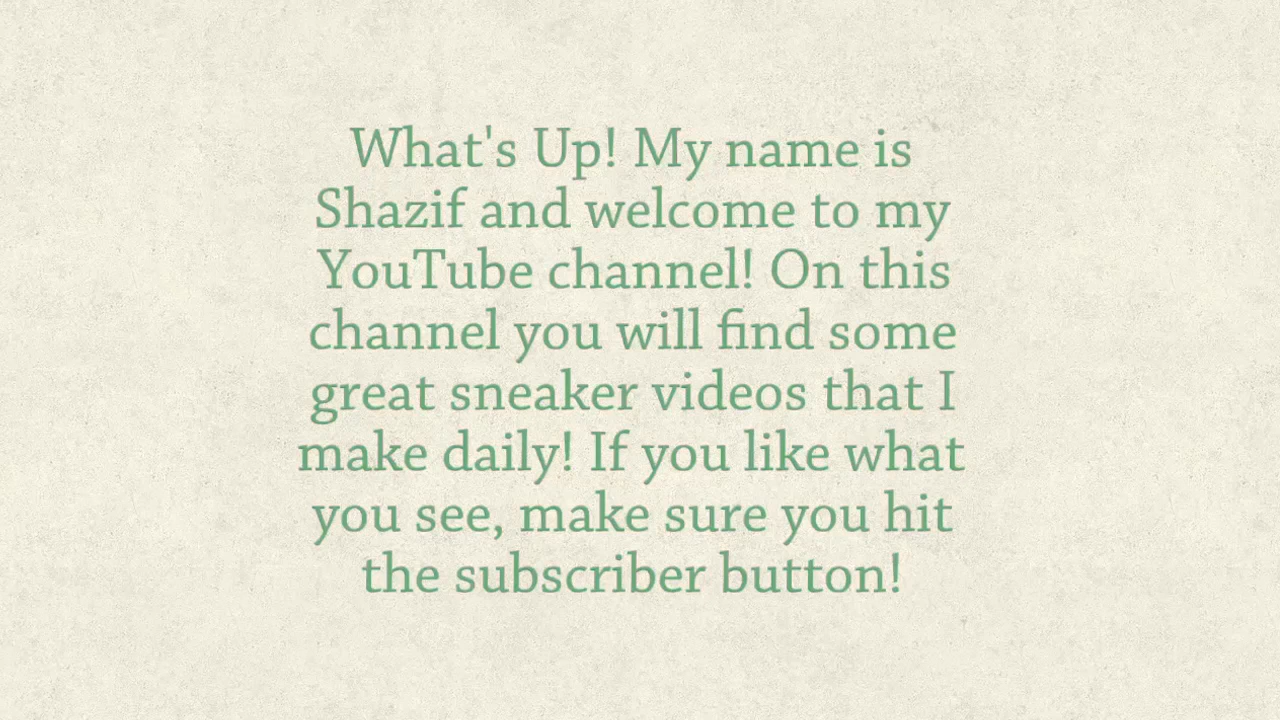 What's Up! My name is
Shazif and welcome to my
YouTube channel! On this
channel you will find some
great sneaker videos that I
make daily! If you like what
you see, make sure you hit
the subscriber button!